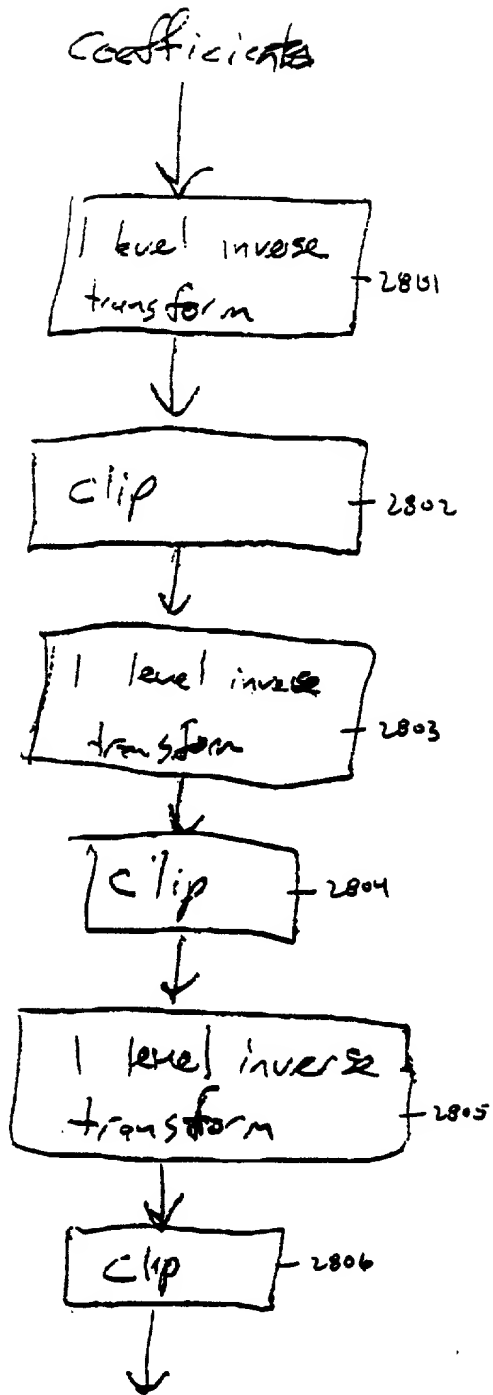 Coefficients
1 level inverse
transform
2801
Clip
2802
1 level inverse
transform
2803
Clip
2804
1 level inverse
transform
2805
Clip
2806